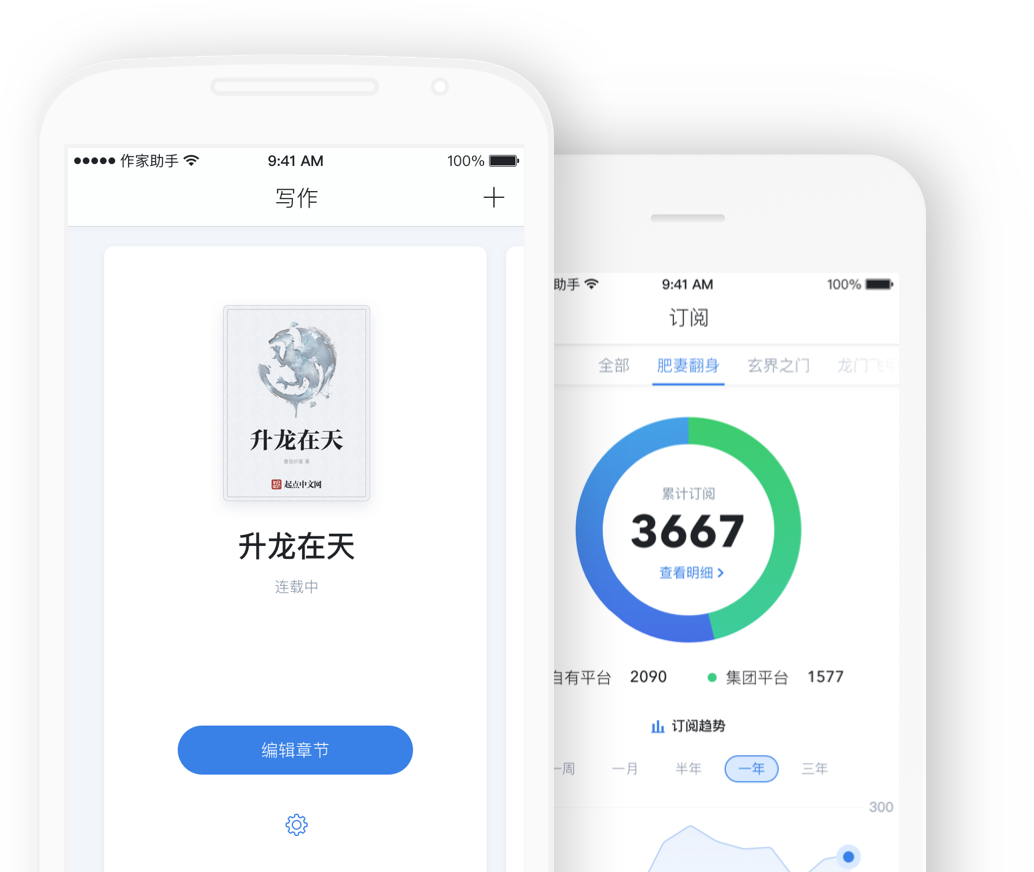 作家助手 9:41 AM 100%
写作
升龙在天
起点中文网
升龙在天
连载中
编辑章节
助手 9:41 AM 100%
订阅
全部 肥妻翻身 玄界之门 龙门飞
累计订阅
3667
查看明细
自有平台 2090 集团平台 1577
订阅趋势
一周 一月 半年 一年 三年
300